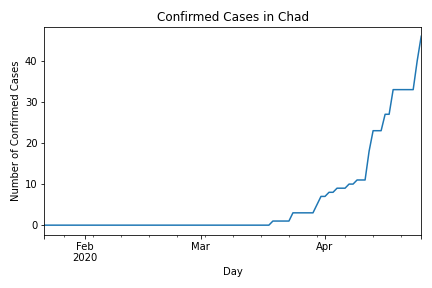 Confirmed Cases in Chad
Number of Confirmed Cases
40
30
20
10
0
Feb
2020
Mar
Apr
Day